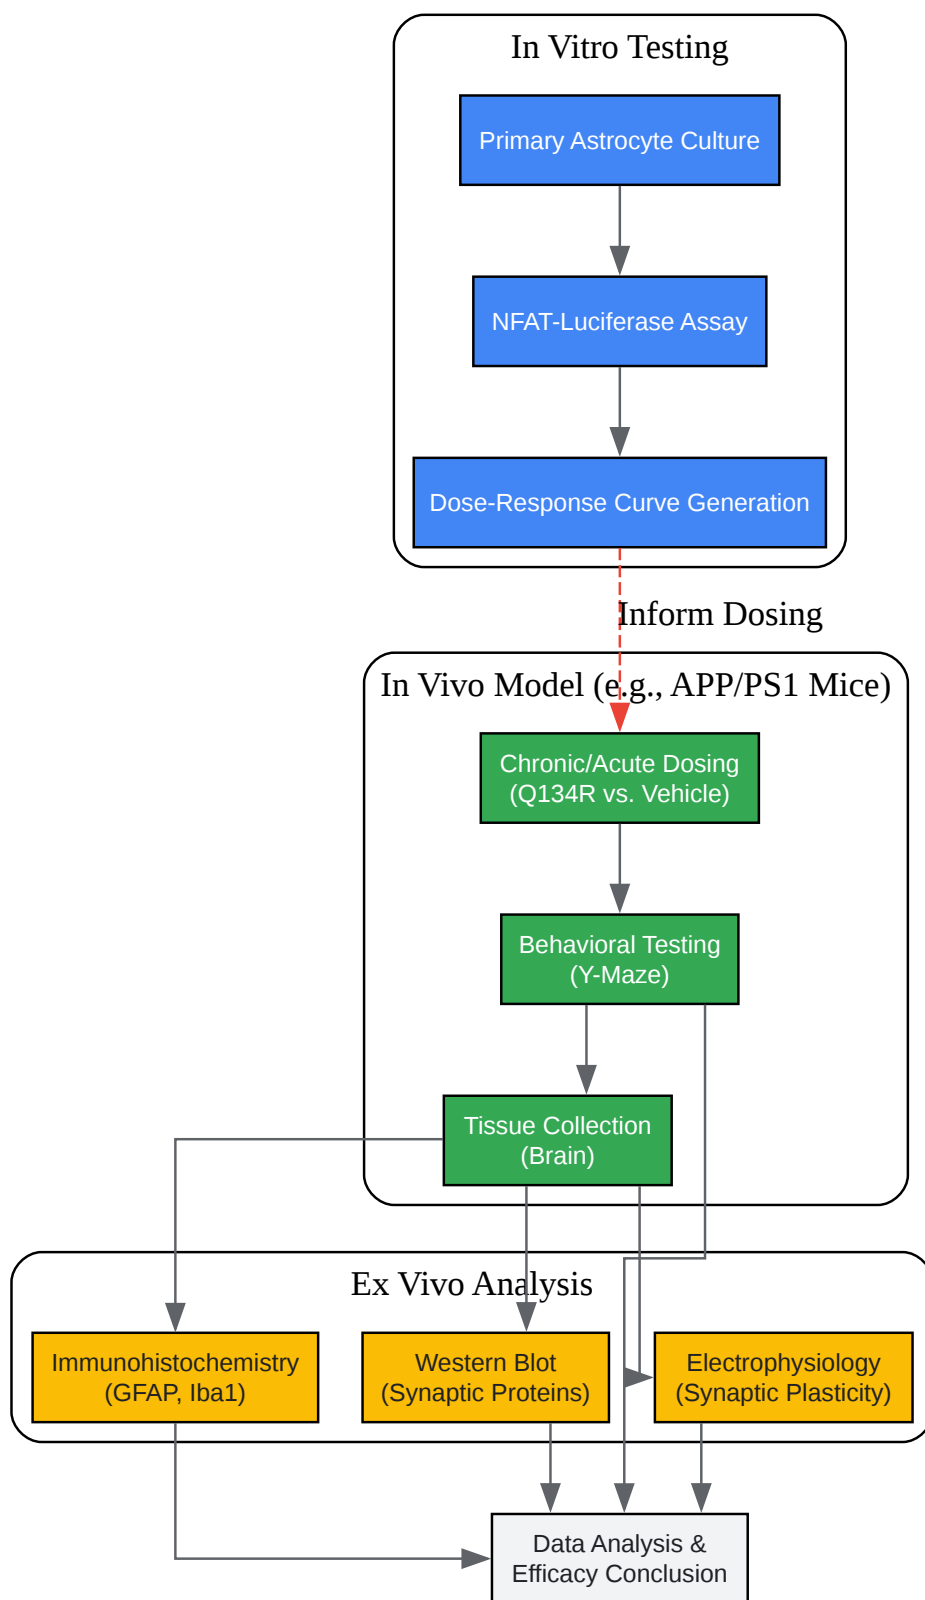 In Vitro Testing
Primary Astrocyte Culture
NFAT-Luciferase Assay
Dose-Response Curve Generation
Inform Dosing
In Vivo Model (e.g., APP/PS1 Mice)
Chronic/Acute Dosing
(Q134R vs. Vehicle)
Behavioral Testing
(Y-Maze)
Tissue Collection
(Brain)
Ex Vivo Analysis
Immunohistochemistry
(GFAP, Iba1)
Western Blot
(Synaptic Proteins)
Electrophysiology
(Synaptic Plasticity)
Data Analysis &
Efficacy Conclusion